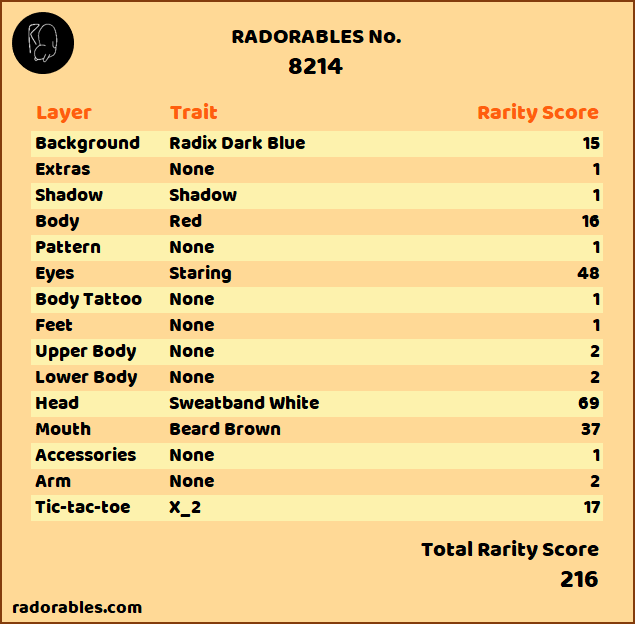 RADORABLES No.
8214
Layer Trait Rarity Score
Background Radix Dark Blue 15
Extras None 1
Shadow Shadow 1
Body Red 16
Pattern None 1
Eyes Staring 48
Body Tattoo None 1
Feet None 1
Upper Body None 2
Lower Body None 2
Head Sweatband White 69
Mouth Beard Brown 37
Accessories None 1
Arm None 2
Tic-tac-toe X_2 17
Total Rarity Score
216
radorables.com